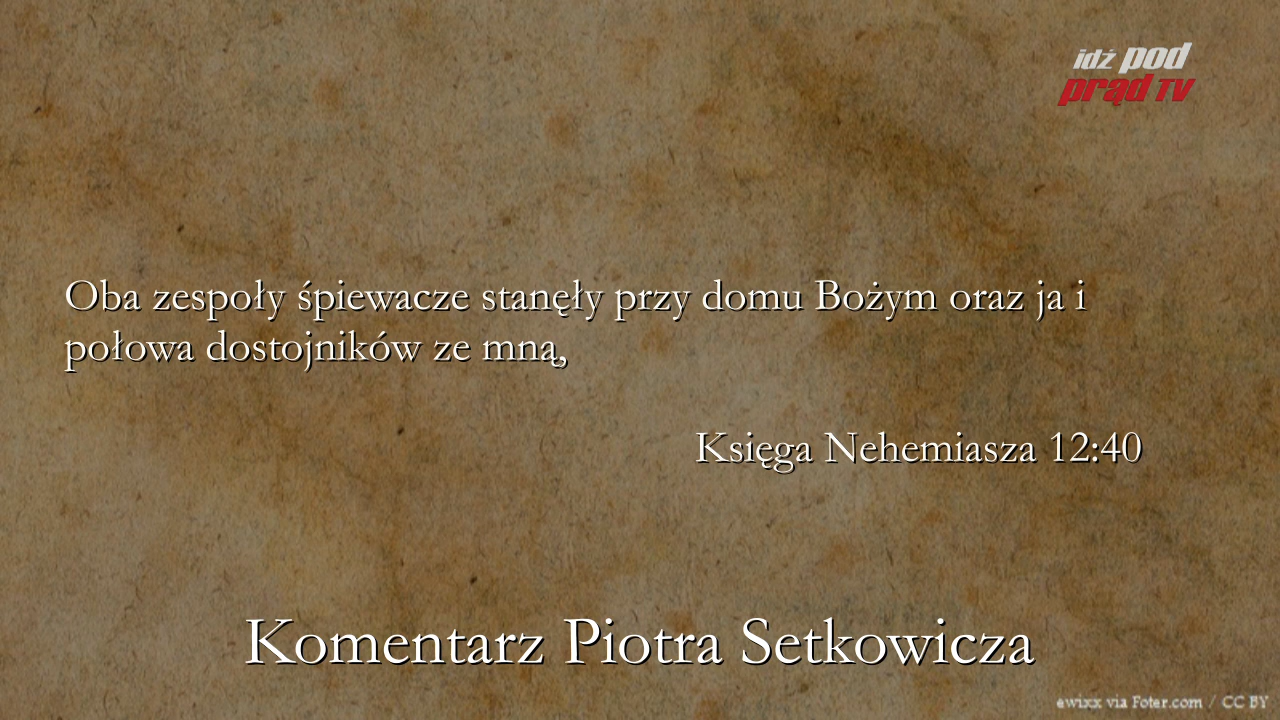 idź pod
prąd TV
Oba zespoły śpiewacze stanęły przy domu Bożym oraz ja i
połowa dostojników ze mną,
Księga Nehemiasza 12:40
Komentarz Piotra Setkowicza
ewixx via Foter.com / CC BY